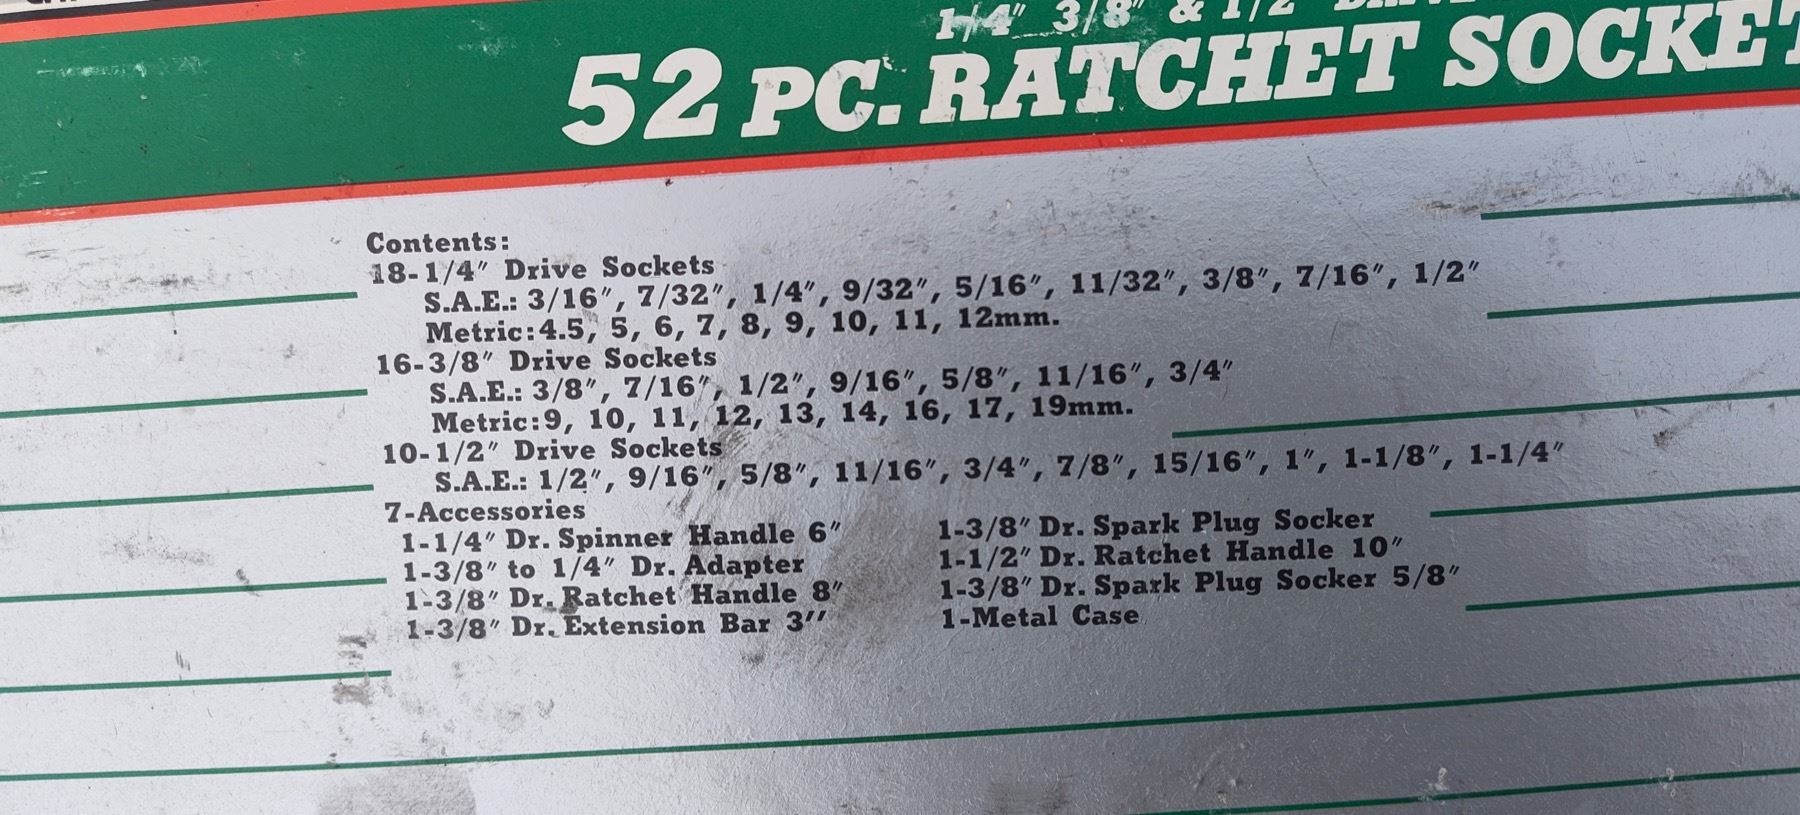 1/4" 3/8" & 1/2"
52 PC. RATCHET SOCKET
Contents:
18-1/4" Drive Sockets
S.A.E.: 3/16", 7/32", 1/4", 9/32", 5/16", 11/32", 3/8", 7/16", 1/2"
Metric:4.5, 5, 6, 7, 8, 9, 10, 11, 12mm.
16-3/8" Drive Sockets
S.A.E.: 3/8", 7/16", 1/2", 9/16", 5/8", 11/16", 3/4"
Metric:9, 10, 11, 12, 13, 14, 16, 17, 19mm.
10-1/2" Drive Sockets
S.A.E.: 1/2", 9/16", 5/8", 11/16", 3/4", 7/8", 15/16", 1", 1-1/8", 1-1/4"
7-Accessories
1-1/4" Dr. Spinner Handle 6"
1-3/8" to 1/4" Dr. Adapter
1-3/8" Dr. Ratchet Handle 8"
1-3/8" Dr. Extension Bar 3"
1-3/8" Dr. Spark Plug Socker
1-1/2" Dr. Ratchet Handle 10"
1-3/8" Dr. Spark Plug Socker 5/8"
1-Metal Case